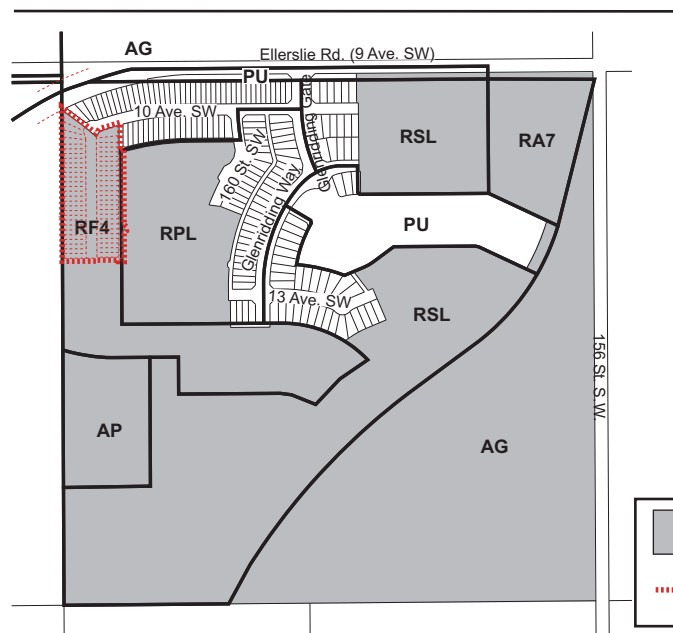 AG
Ellerslie Rd. (9 Ave. SW)
PU
10 Ave. SW
Glenridding Gate
RSL
RA7
160 St. SW
RF4
RPL
Glenridding Way
PU
13 Ave. SW
RSL
156 St. S.W.
AP
AG